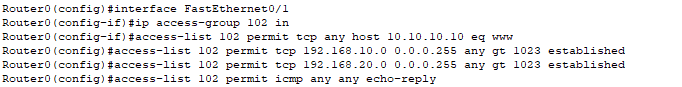 Router0(config)#interface FastEthernet0/1
Router0(config-if)#ip access-group 102 in
Router0(config-if)#access-list 102 permit tcp any host 10.10.10.10 eq www
Router0(config)#access-list 102 permit tcp 192.168.10.0 0.0.0.255 any gt 1023 established
Router0(config)#access-list 102 permit tcp 192.168.20.0 0.0.0.255 any gt 1023 established
Router0(config)#access-list 102 permit icmp any any echo-reply